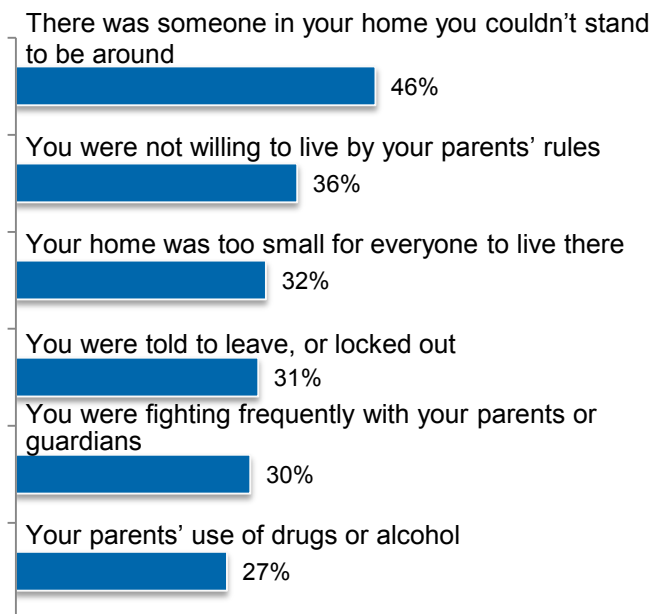 There was someone in your home you couldn’t stand
to be around
46%
You were not willing to live by your parents’ rules
36%
Your home was too small for everyone to live there
32%
You were told to leave, or locked out
31%
You were fighting frequently with your parents or
guardians
30%
Your parents’ use of drugs or alcohol
27%